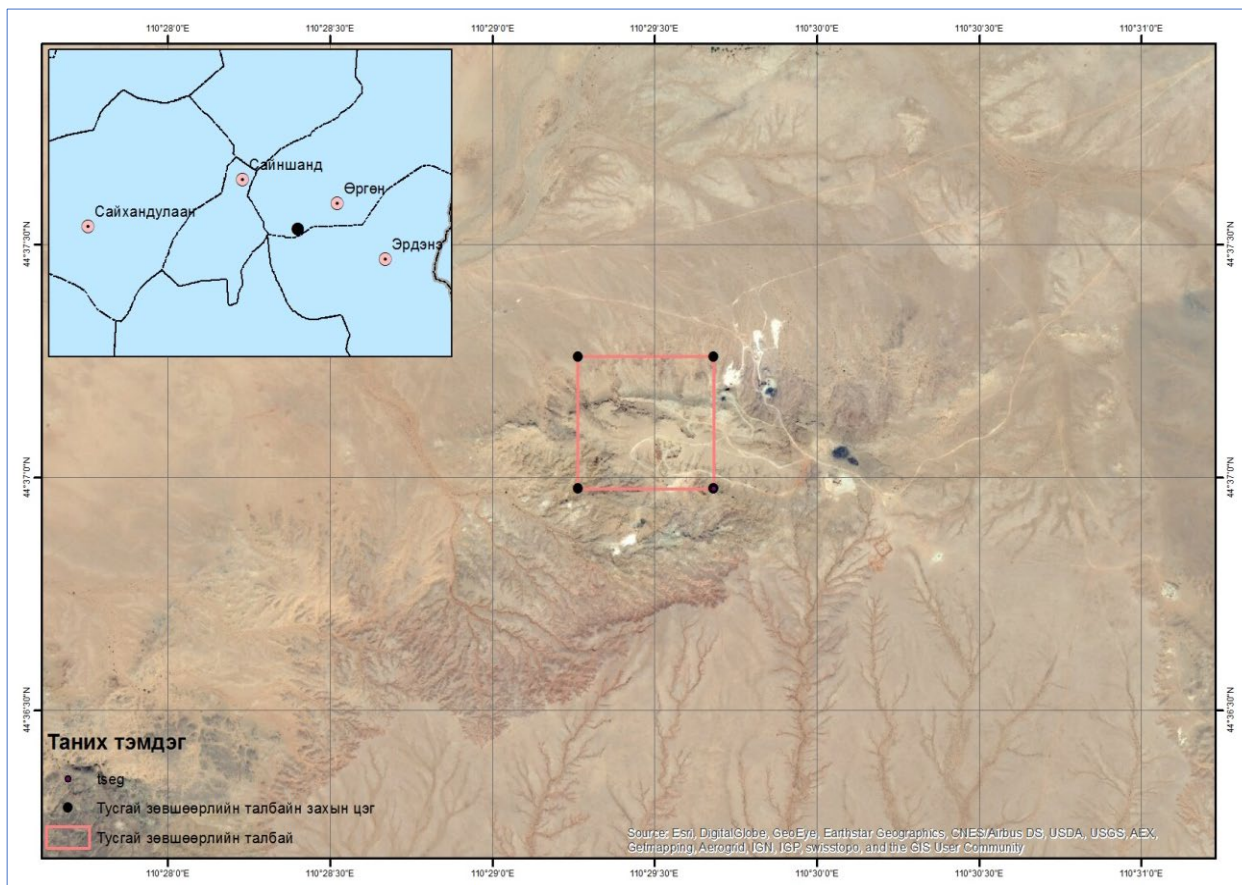 110°28'0"E 110°28'30"E 110°29'0"E 110°29'30"E 110°30'0"E 110°30'30"E 110°31'0"E
Сайншанд
Өргөн
Сайхандулаан
Эрдэнэ
44°37'30"N 44°37'30"N
44°37'0"N 44°37'0"N
44°36'30"N 44°36'30"N
Таних тэмдэг
tseg
Тусгай зөвшөөрлийн талбайн захын цэг
Тусгай зөвшөөрлийн талбай
Source: Esri, DigitalGlobe, GeoEye, Earthstar Geographics, CNES/Airbus DS, USDA, USGS, AEX,
Getmapping, Aerogrid, IGN, IGP, swisstopo, and the GIS User Community
110°28'0"E 110°28'30"E 110°29'0"E 110°29'30"E 110°30'0"E 110°30'30"E 110°31'0"E